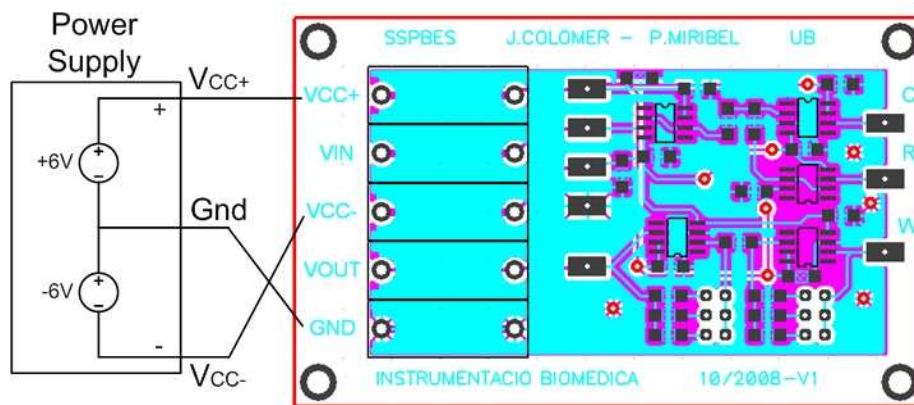 Power
Supply
VCC+
+
+6V
+
Gnd
-6V
+
-
VCC-
SSPBES J.COLOMER - P.MIRIBEL UB
VCC+
VIN
VCC-
VOUT
GND
C
R
W
INSTRUMENTACIO BIOMEDICA 10/2008-V1